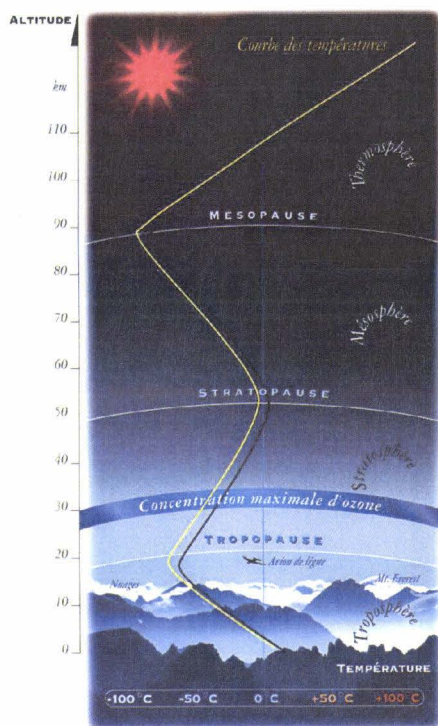 ALTITUDE
Courbe des températures
km
110
Thermosphère
100
90
MESOPAUSE
80
70
Mésosphère
60
STRATOPAUSE
50
40
Stratosphère
30
Concentration maximale d'ozone
TROPOPAUSE
20
Avion de ligne
Nuages
Mt. Everest
10
Troposphère
0
TEMPÉRATURE
-100 °C -50 °C 0 °C +50 °C +100 °C